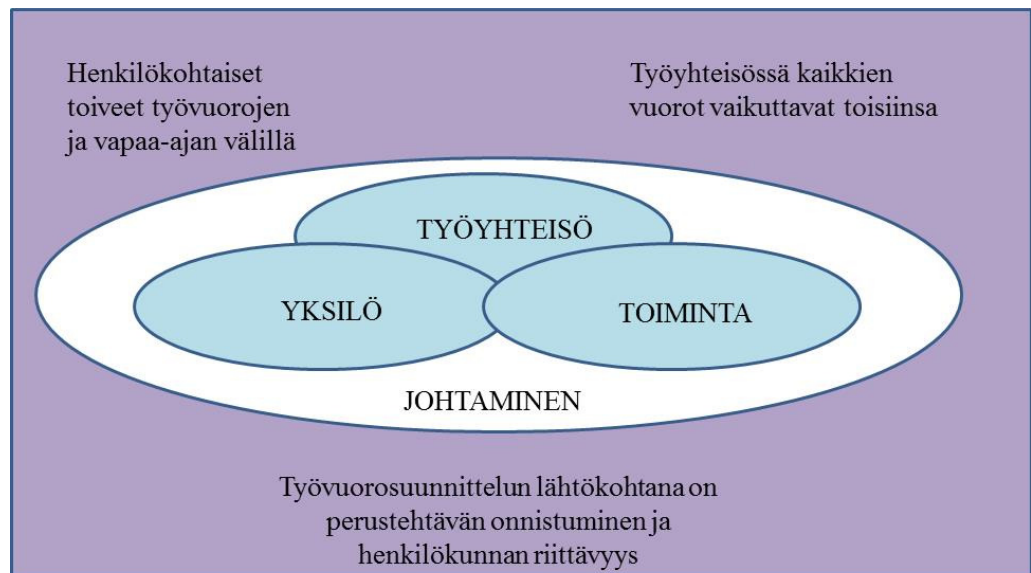 Henkilökohtaiset
toiveet työvuorojen
ja vapaa-ajan välillä
Työyhteisössä kaikkien
vuorot vaikuttavat toisiinsa
TYÖYHTEISÖ
YKSILÖ
TOIMINTA
JOHTAMINEN
Työvuorosuunnittelun lähtökohtana on
perustehtävän onnistuminen ja
henkilökunnan riittävyys